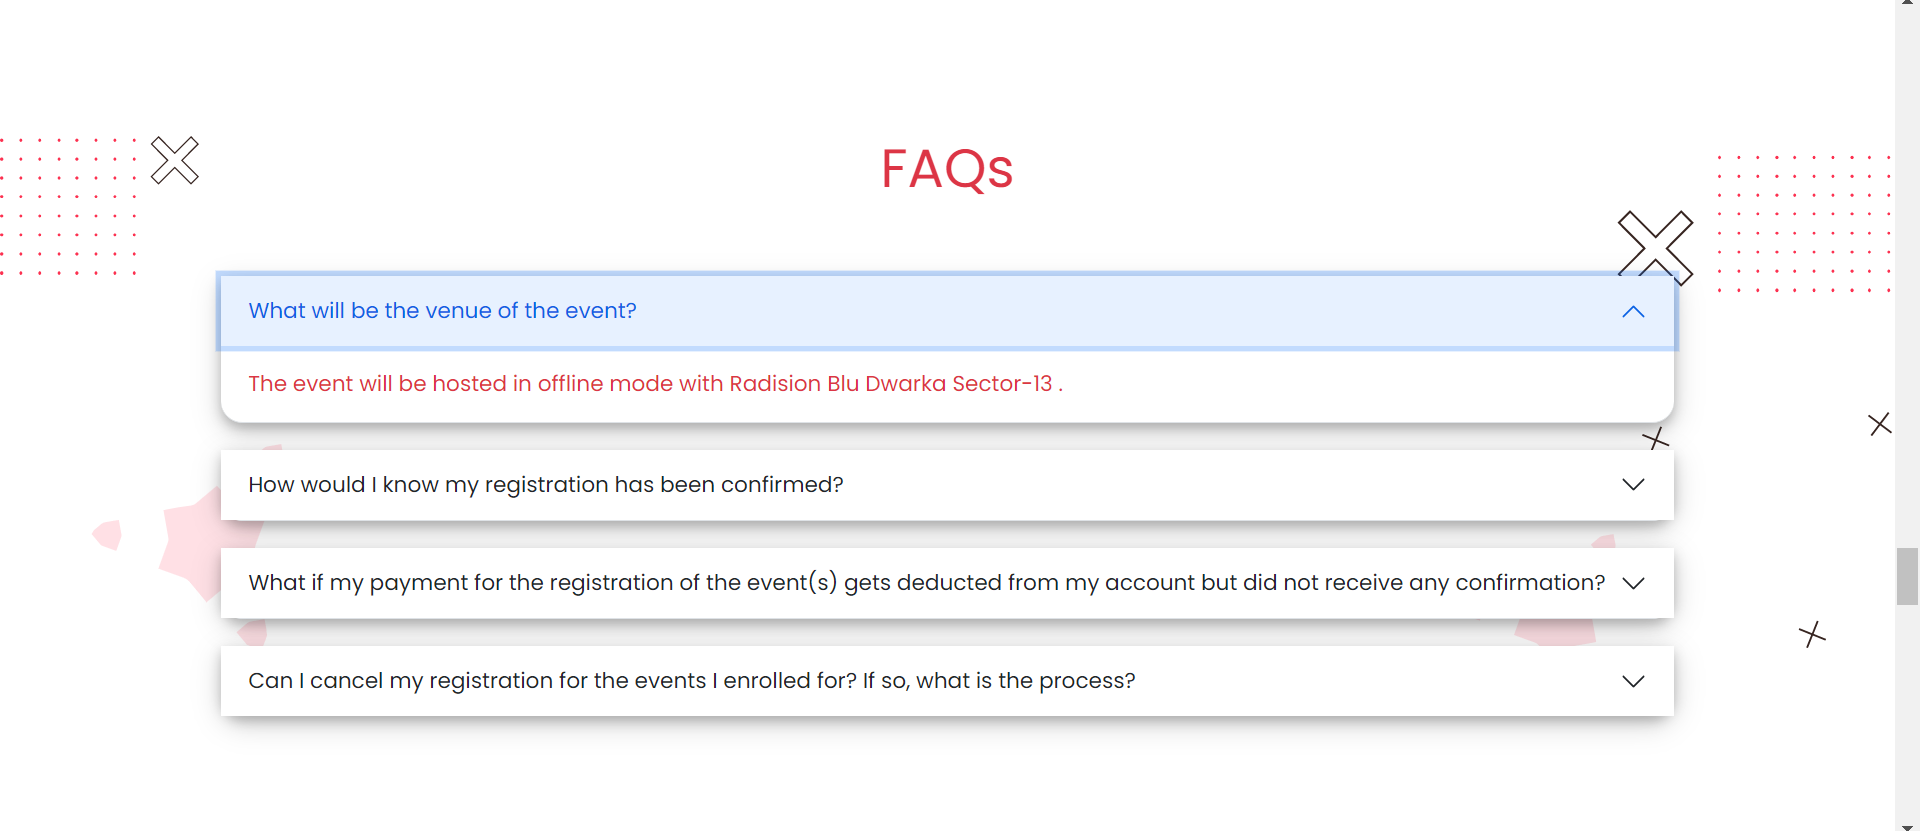 FAQs
What will be the venue of the event?
The event will be hosted in offline mode with Radision Blu Dwarka Sector-13 .
How would I know my registration has been confirmed?
What if my payment for the registration of the event(s) gets deducted from my account but did not receive any confirmation?
Can I cancel my registration for the events I enrolled for? If so, what is the process?